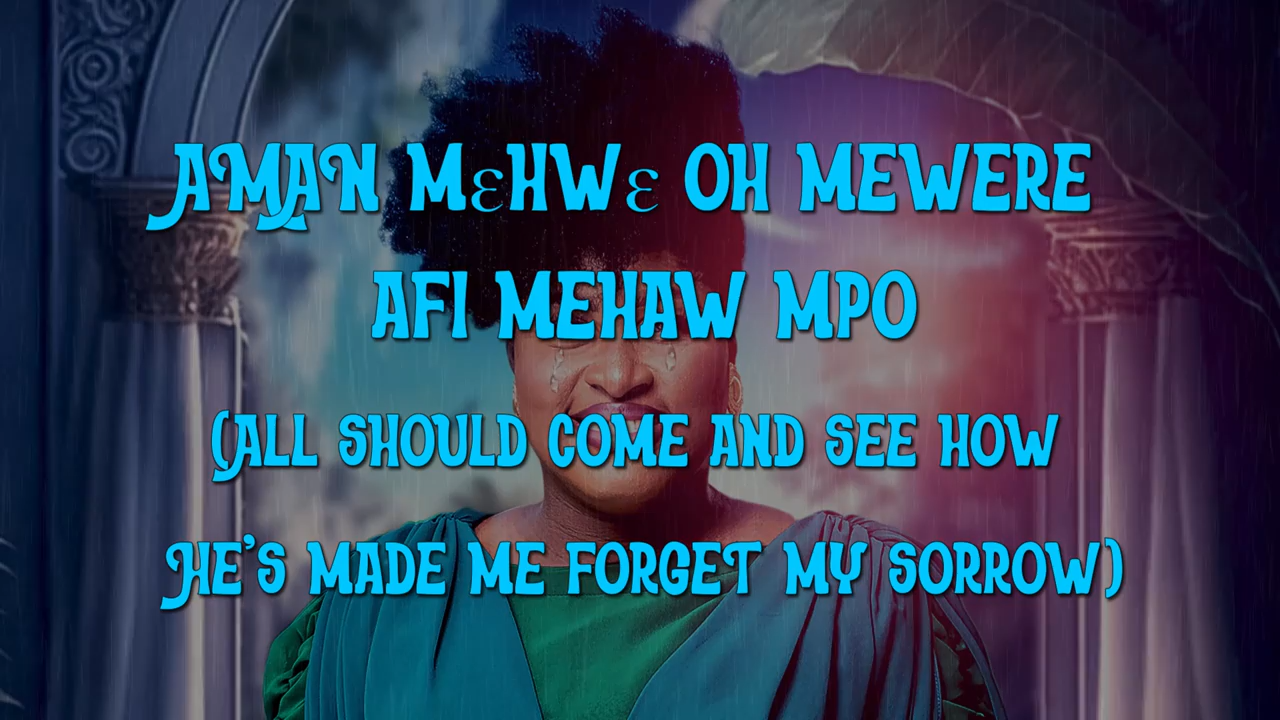 AMAN MɛHWɛ OH MEWERE
AFI MEHAW MPO
(ALL SHOULD COME AND SEE HOW
HE'S MADE ME FORGET MY SORROW)